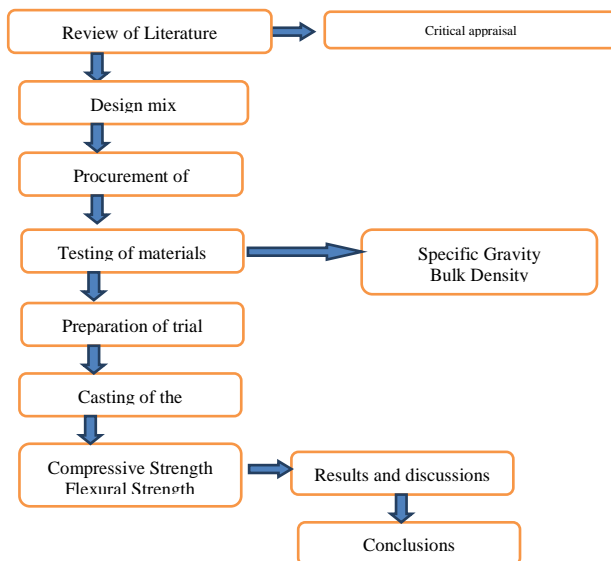 Review of Literature
Critical appraisal
Design mix
Procurement of
Testing of materials
Specific Gravity
Bulk Density
Preparation of trial
Casting of the
Compressive Strength
Flexural Strength
Results and discussions
Conclusions